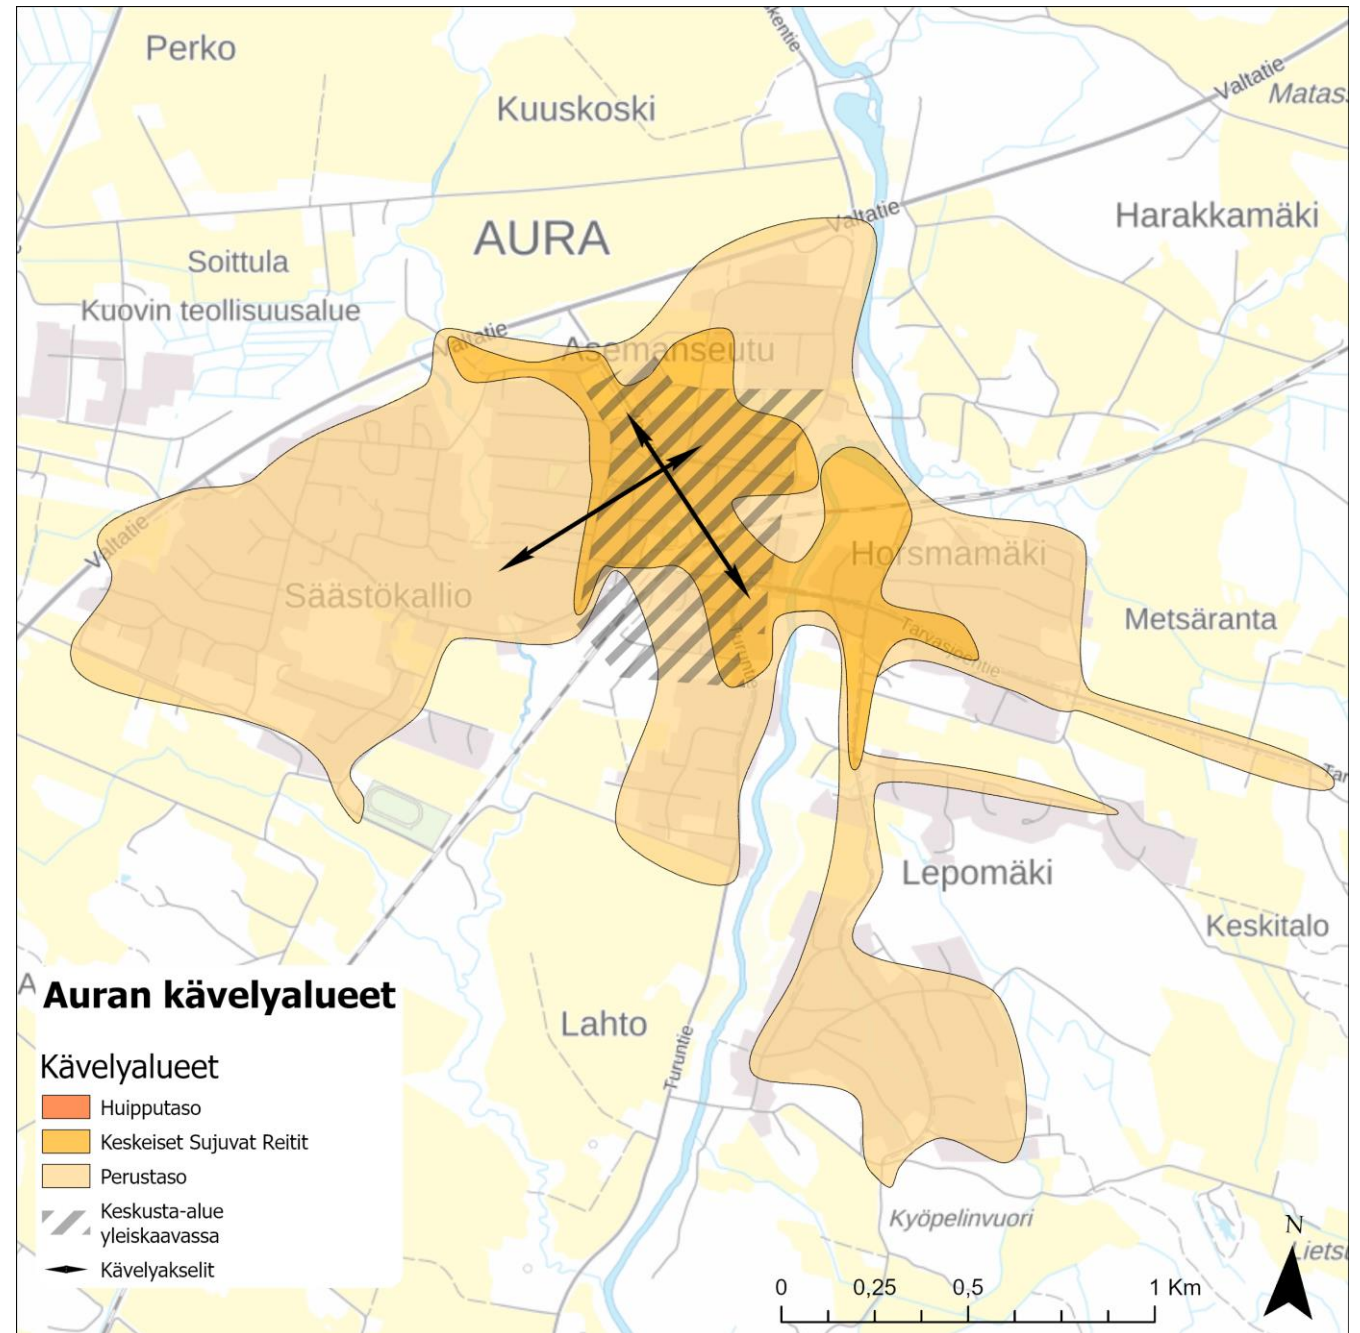 Perko
Kuuskoski
Valtatie
Harakkamäki
Valtatie
AURA
Soittula
Kuovin teollisuusalue
Valtatie
Asemanseutu
Valtatie
Horsmamäki
Säästökallio
Metsäranta
Tarvasjoentie
Turuntie
Lepomäki
Keskitalo
Lahto
Turuntie
Kyöpelinvuori
Auran kävelyalueet
Kävelyalueet
Huipputaso
Keskeiset Sujuvat Reitit
Perustaso
Keskusta-alue
yleiskaavassa
Kävelyakselit
N
0 0,25 0,5 1 Km